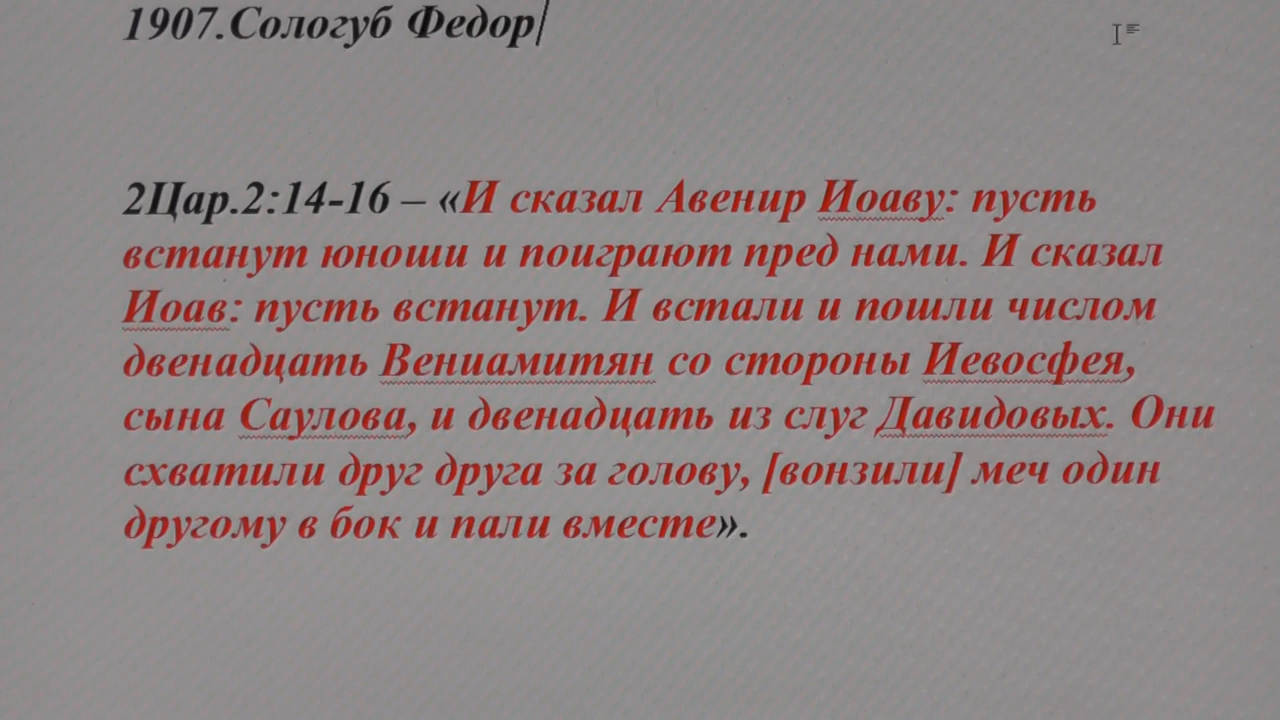 1907.Сологуб Федор
2Цар.2:14-16 – «И сказал Авенир Иоаву: пусть
встанут юноши и поиграют пред нами. И сказал
Иоав: пусть встанут. И встали и пошли числом
двенадцать Вениамитян со стороны Иевосфея,
сына Саулова, и двенадцать из слуг Давидовых. Они
схватили друг друга за голову, [вонзили] меч один
другому в бок и пали вместе».